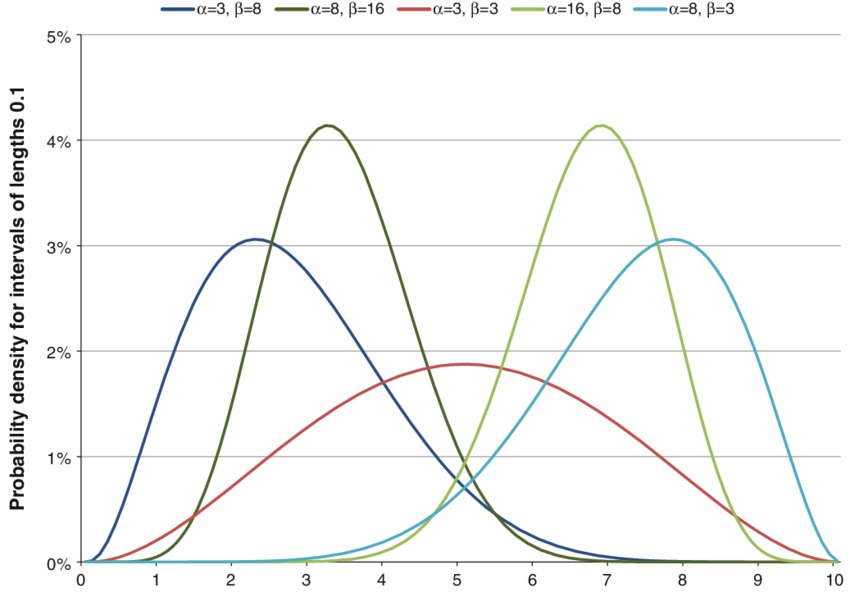 α=3, β=8 α=8, β=16 α=3, β=3 α=16, β=8 α=8, β=3
Probability density for intervals of lengths 0.1
5%
4%
3%
2%
1%
0%
0 1 2 3 4 5 6 7 8 9 10